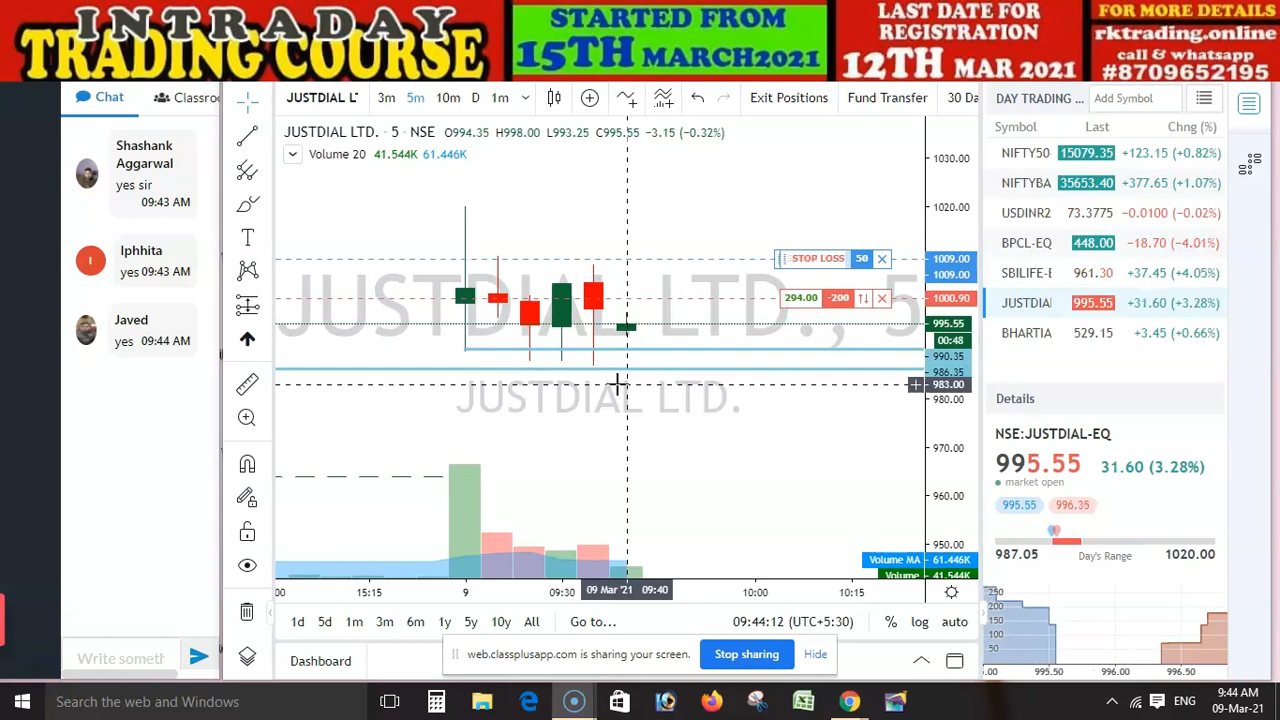 INTRADAY
TRADING COURSE
STARTED FROM
15TH MARCH2021
LAST DATE FOR
REGISTRATION
12TH MAR 2021
FOR MORE DETAILS
rktrading.online
call & whatsapp
#8709652195
Chat
Classroo
Shashank
Aggarwal
yes sir
09:43 AM
Iphhita
yes 09:43 AM
Javed
yes 09:44 AM
Write someth
JUSTDIAL LT
3m 5m 10m D 1m
Exit Positions
Fund Transfer
30 Da
JUSTDIAL LTD. · 5 · NSE O994.35 H998.00 L993.25 C995.55 −3.15 (−0.32%)
Volume 20 41.544K 61.446K
JUSTDIAL LTD., 5
JUSTDIAL LTD.
STOP LOSS 50
294.00 -200
1030.00
1020.00
1009.00
1009.00
1000.90
995.55
00:48
990.35
986.35
983.00
980.00
970.00
960.00
950.00
Volume MA 61.446K
Volume 41.544K
:00 15:15 9 09:30 09 Mar '21 09:40 10:00 10:15
1d 5d 1m 3m 6m 1y 5y 10y All Go to...
09:44:12 (UTC+5:30) % log auto
Dashboard
web.classplusapp.com is sharing your screen.
Stop sharing
Hide
DAY TRADING ...
Add Symbol
Symbol Last Chng (%)
NIFTY50 15079.35 +123.15 (+0.82%)
NIFTYBA 35653.40 +377.65 (+1.07%)
USDINR2 73.3775 −0.0100 (−0.02%)
BPCL-EQ 448.00 −18.70 (−4.01%)
SBILIFE-E 961.30 +37.45 (+4.05%)
JUSTDIAI 995.55 +31.60 (+3.28%)
BHARTIA 529.15 +3.45 (+0.66%)
Details
NSE:JUSTDIAL-EQ
995.55 31.60 (3.28%)
market open
995.55 996.35
987.05 Day's Range 1020.00
250
200
150
100
50
5.00 995.50 996.00 996.50
Search the web and Windows
ENG
9:44 AM
09-Mar-21